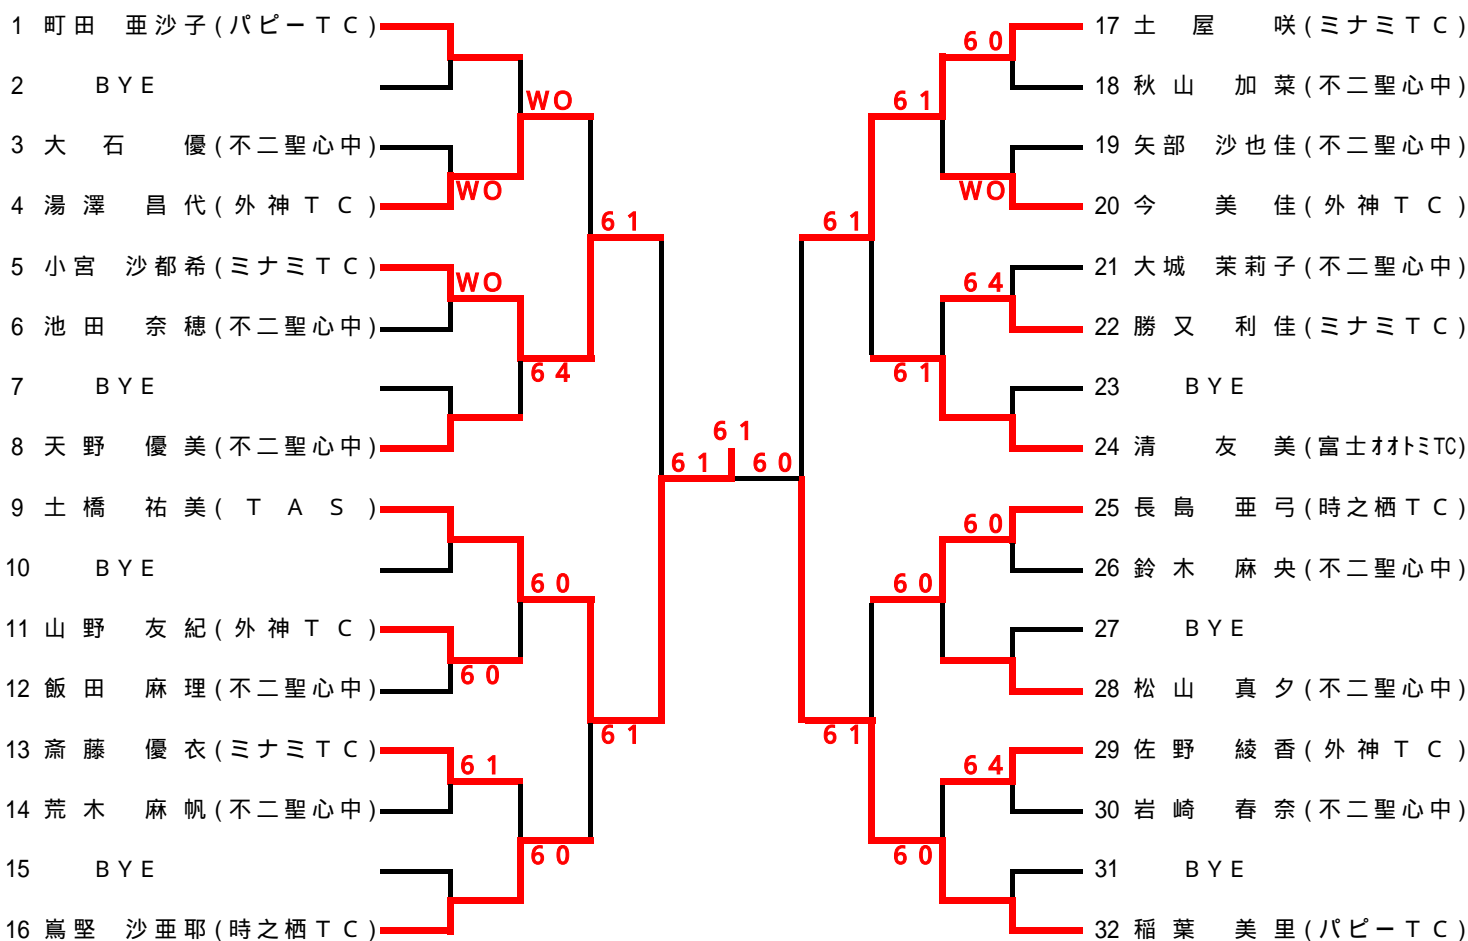 1 町田 亜沙子(パピーTC)
2 BYE
3 大石 優(不二聖心中)
4 湯澤 昌代(外神TC)
5 小宮 沙都希(ミナミTC)
6 池田 奈穂(不二聖心中)
7 BYE
8 天野 優美(不二聖心中)
9 土橋 祐美(TAS)
10 BYE
11 山野 友紀(外神TC)
12 飯田 麻理(不二聖心中)
13 斎藤 優衣(ミナミTC)
14 荒木 麻帆(不二聖心中)
15 BYE
16 嶌堅 沙亜耶(時之栖TC)
WO
WO
WO
60
61
WO
64
60
60
61
61
61
61
60
61
61
61
60
60
61
60
WO
64
60
64
17 土屋 咲(ミナミTC)
18 秋山 加菜(不二聖心中)
19 矢部 沙也佳(不二聖心中)
20 今 美佳(外神TC)
21 大城 茉莉子(不二聖心中)
22 勝又 利佳(ミナミTC)
23 BYE
24 清 友美(富士オオトミTC)
25 長島 亜弓(時之栖TC)
26 鈴木 麻央(不二聖心中)
27 BYE
28 松山 真夕(不二聖心中)
29 佐野 綾香(外神TC)
30 岩崎 春奈(不二聖心中)
31 BYE
32 稲葉 美里(パピーTC)